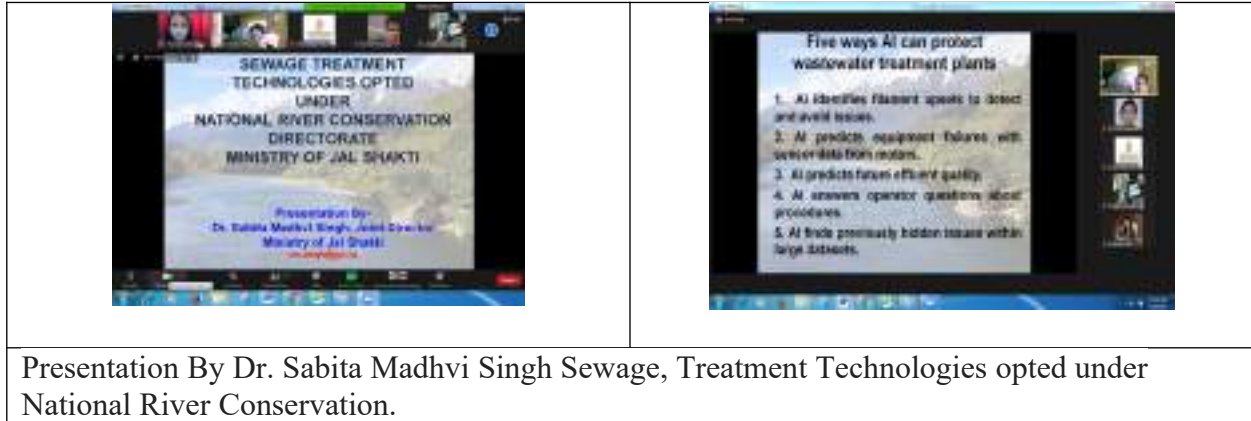 SEWAGE TREATMENT
TECHNOLOGIES OPTED
UNDER
NATIONAL RIVER CONSERVATION
DIRECTORATE
MINISTRY OF JAL SHAKTI
Presentation By-
Dr. Sabita Madhvi Singh, Joint Director
Ministry of Jal Shakti
Five ways AI can protect
wastewater treatment plants
1. AI identifies filament to detect
and avoid issues.
2. AI predicts equipment failures with
sensor data from motors.
3. AI predicts future effluent quality.
4. AI answers operator questions about
procedures.
5. AI finds previously hidden issues within
large datasets.
Presentation By Dr. Sabita Madhvi Singh Sewage, Treatment Technologies opted under
National River Conservation.